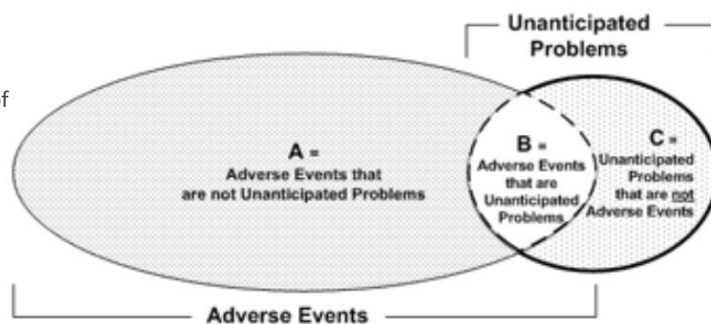 Unanticipated
Problems
of
A =
Adverse Events that
are not Unanticipated Problems
B =
Adverse Events
that are
Unanticipated
Problems
C =
Unanticipated
Problems
that are not
Adverse Events
Adverse Events